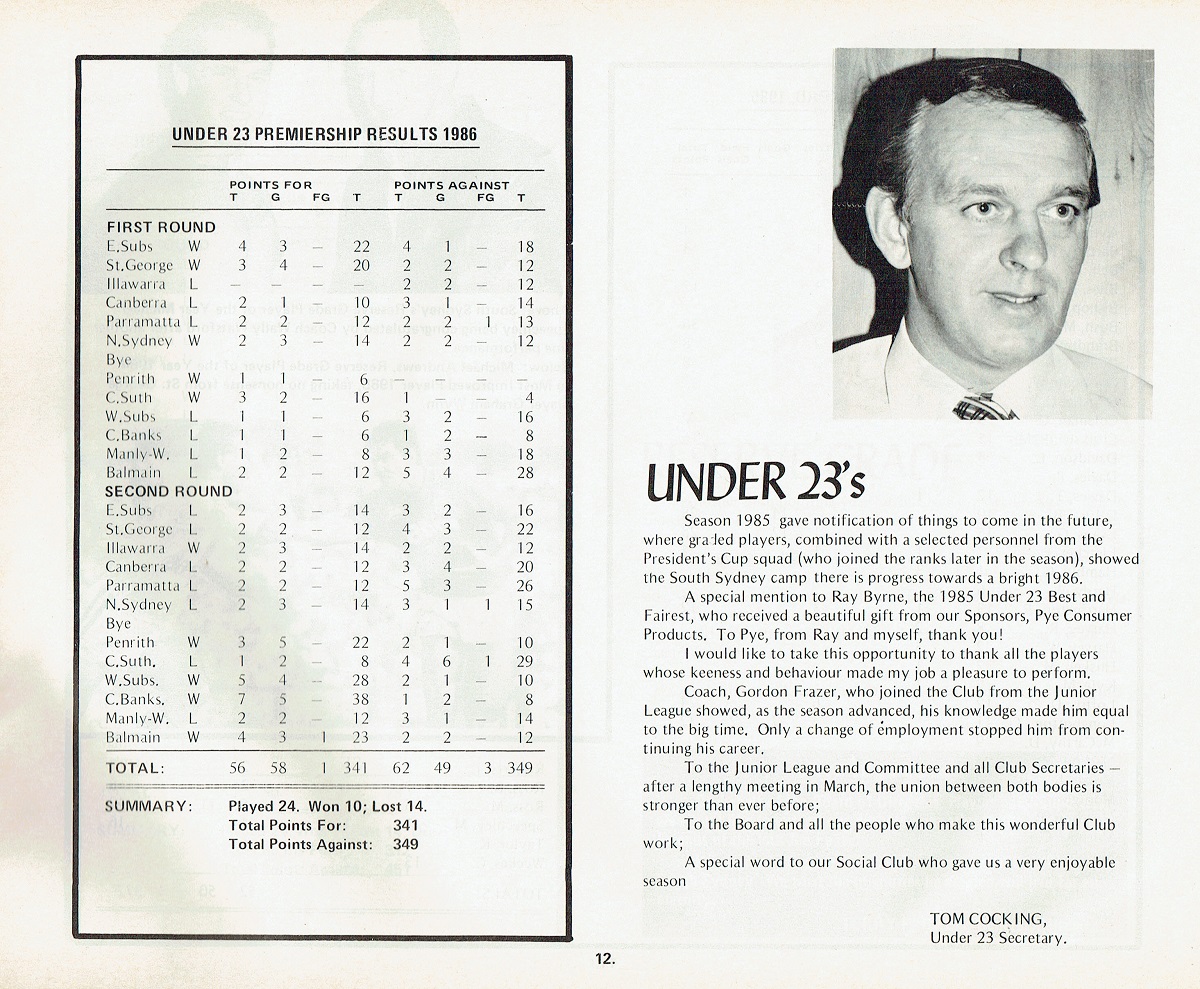 UNDER 23 PREMIERSHIP RESULTS 1986
POINTS FOR POINTS AGAINST
T G FG T T G FG T
FIRST ROUND
E.Subs W 4 3 – 22 4 1 – 18
St.George W 3 4 – 20 2 2 – 12
Illawarra L – – – – 2 2 – 12
Canberra L 2 1 – 10 3 1 – 14
Parramatta L 2 2 – 12 2 2 1 13
N.Sydney W 2 3 – 14 2 2 – 12
Bye
Penrith W 1 1 – 6 – – – –
C.Suth W 3 2 – 16 1 – – 4
W.Subs L 1 1 – 6 3 2 – 16
C.Banks L 1 1 – 6 1 2 – 8
Manly-W. L 1 2 – 8 3 3 – 18
Balmain L 2 2 – 12 5 4 – 28
SECOND ROUND
E.Subs L 2 3 – 14 3 2 – 16
St.George L 2 2 – 12 4 3 – 22
Illawarra W 2 3 – 14 2 2 – 12
Canberra L 2 2 – 12 3 4 – 20
Parramatta L 2 2 – 12 5 3 – 26
N.Sydney L 2 3 – 14 3 1 1 15
Bye
Penrith W 3 5 – 22 2 1 – 10
C.Suth. L 1 2 – 8 4 6 1 29
W.Subs. W 5 4 – 28 2 1 – 10
C.Banks. W 7 5 – 38 1 2 – 8
Manly-W. L 2 2 – 12 3 1 – 14
Balmain W 4 3 1 23 2 2 – 12
TOTAL: 56 58 1 341 62 49 3 349
SUMMARY: Played 24. Won 10; Lost 14.
Total Points For: 341
Total Points Against: 349
UNDER 23's
Season 1985 gave notification of things to come in the future,
where graded players, combined with a selected personnel from the
President's Cup squad (who joined the ranks later in the season), showed
the South Sydney camp there is progress towards a bright 1986.
A special mention to Ray Byrne, the 1985 Under 23 Best and
Fairest, who received a beautiful gift from our Sponsors, Pye Consumer
Products. To Pye, from Ray and myself, thank you!
I would like to take this opportunity to thank all the players
whose keeness and behaviour made my job a pleasure to perform.
Coach, Gordon Frazer, who joined the Club from the Junior
League showed, as the season advanced, his knowledge made him equal
to the big time. Only a change of employment stopped him from con-
tinuing his career.
To the Junior League and Committee and all Club Secretaries –
after a lengthy meeting in March, the union between both bodies is
stronger than ever before;
To the Board and all the people who make this wonderful Club
work;
A special word to our Social Club who gave us a very enjoyable
season
TOM COCKING,
Under 23 Secretary.
12.